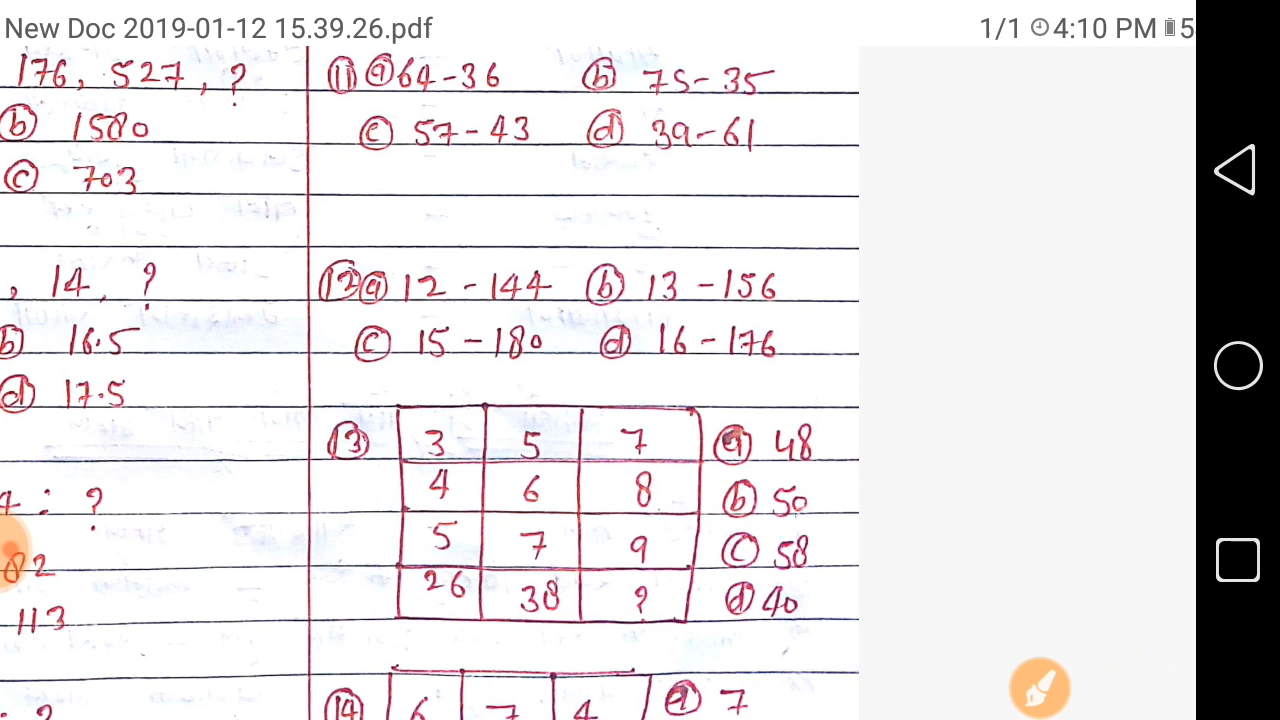 New Doc 2019-01-12 15.39.26.pdf 1/1 4:10 PM 5
176, 527, ?
b 1580
c 703
, 14, ?
b 16.5
d 17.5
4 : ?
82
113
: ?
11 a 64-36 b 75-35
c 57-43 d 39-61
12 a 12-144 b 13-156
c 15-180 d 16-176
13 3 5 7 a 48
4 6 8 b 50
5 7 9 c 58
26 38 ? d 40
14 6 7 4 a 7